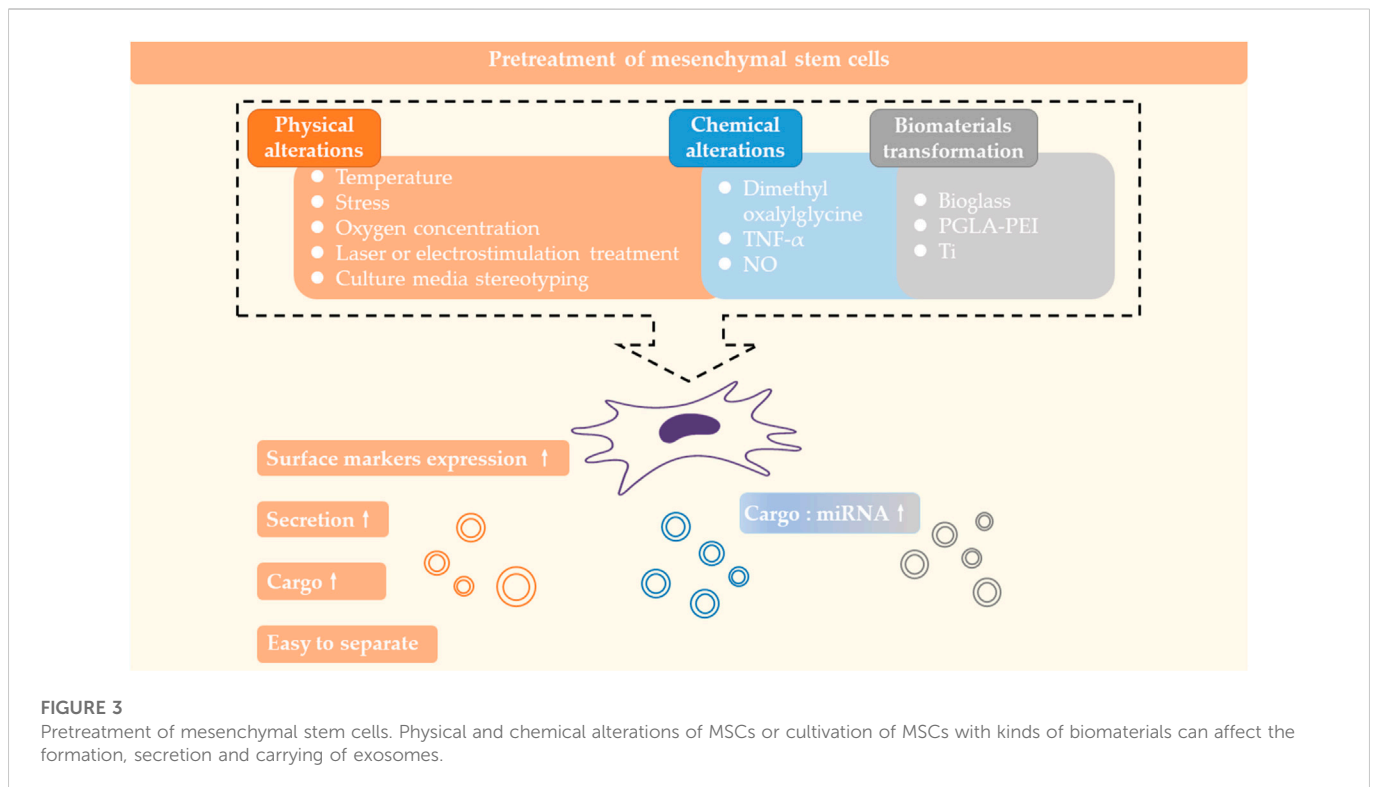 Pretreatment of mesenchymal stem cells
Physical
alterations
Temperature
Stress
Oxygen concentration
Laser or electrostimulation treatment
Culture media stereotyping
Chemical
alterations
Dimethyl
oxalylglycine
TNF-α
NO
Biomaterials
transformation
Bioglass
PGLA-PEI
Ti
Surface markers expression ↑
Secretion ↑
Cargo ↑
Easy to separate
Cargo : miRNA ↑
FIGURE 3
Pretreatment of mesenchymal stem cells. Physical and chemical alterations of MSCs or cultivation of MSCs with kinds of biomaterials can affect the
formation, secretion and carrying of exosomes.